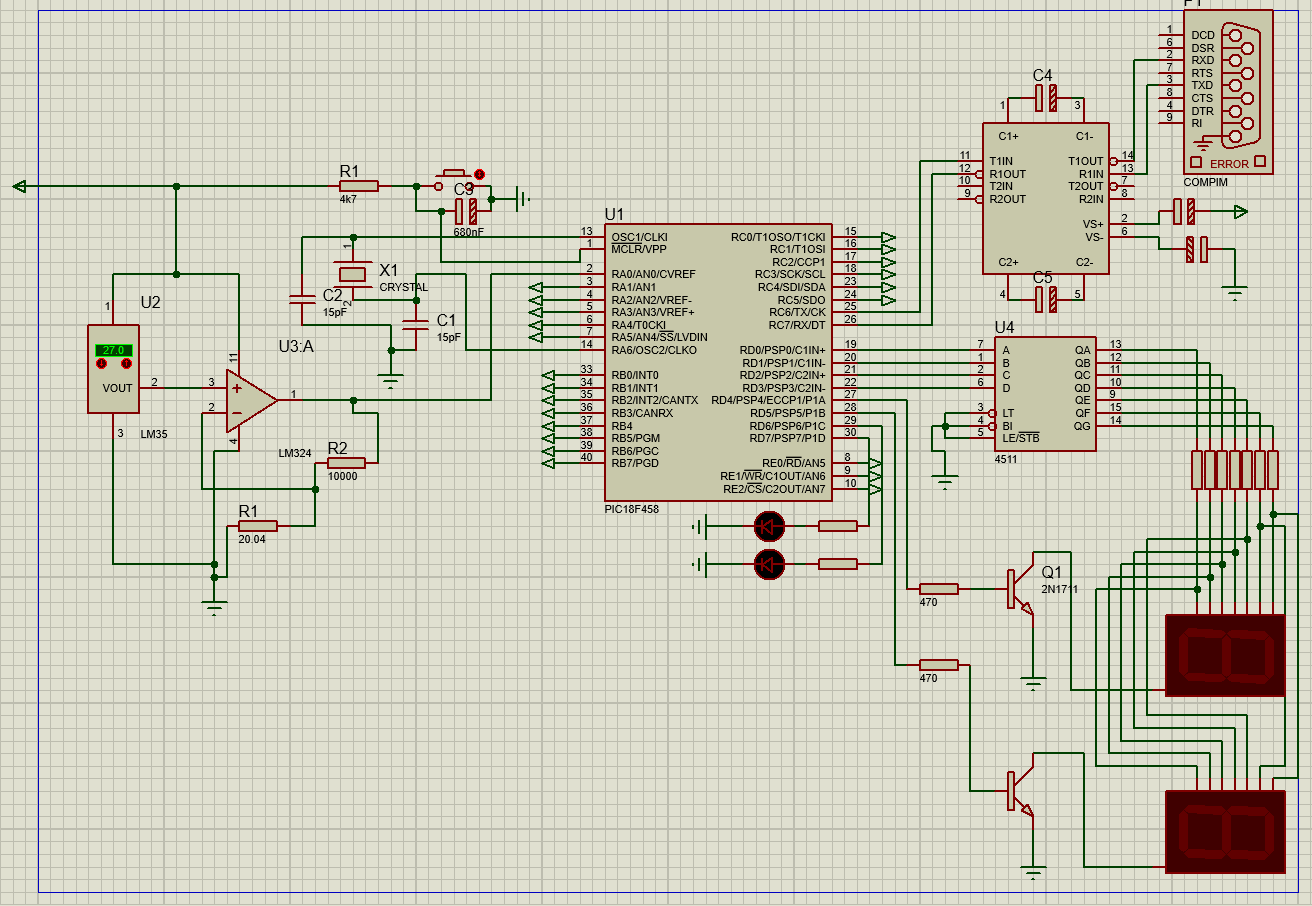 P1
1 DCD
6 DSR
2 RXD
7 RTS
3 TXD
8 CTS
4 DTR
9 RI
ERROR
COMPIM
C4
1 3
C1+ C1-
11 T1IN T1OUT 14
12 R1OUT R1IN 13
10 T2IN T2OUT 7
9 R2OUT R2IN 8
VS+ 2
VS- 6
C2+ C2-
4 C5 5
R1
4k7
C3
680nF
X1
CRYSTAL
1
2
C2
15pF
C1
15pF
U2
1
27.0
VOUT 2
3
LM35
U3:A
11
3
2
1
4
LM324
R2
10000
R1
20.04
U1
13 OSC1/CLKI
1 MCLR/VPP
2 RA0/AN0/CVREF
3 RA1/AN1
4 RA2/AN2/VREF-
5 RA3/AN3/VREF+
6 RA4/T0CKI
7 RA5/AN4/SS/LVDIN
14 RA6/OSC2/CLKO
33 RB0/INT0
34 RB1/INT1
35 RB2/INT2/CANTX
36 RB3/CANRX
37 RB4
38 RB5/PGM
39 RB6/PGC
40 RB7/PGD
RC0/T1OSO/T1CKI 15
RC1/T1OSI 16
RC2/CCP1 17
RC3/SCK/SCL 18
RC4/SDI/SDA 23
RC5/SDO 24
RC6/TX/CK 25
RC7/RX/DT 26
RD0/PSP0/C1IN+ 19
RD1/PSP1/C1IN- 20
RD2/PSP2/C2IN+ 21
RD3/PSP3/C2IN- 22
RD4/PSP4/ECCP1/P1A 27
RD5/PSP5/P1B 28
RD6/PSP6/P1C 29
RD7/PSP7/P1D 30
RE0/RD/AN5 8
RE1/WR/C1OUT/AN6 9
RE2/CS/C2OUT/AN7 10
PIC18F458
U4
7 A QA 13
1 B QB 12
2 C QC 11
6 D QD 10
QE 9
3 LT QF 15
4 BI QG 14
5 LE/STB
4511
470
Q1
2N1711
470